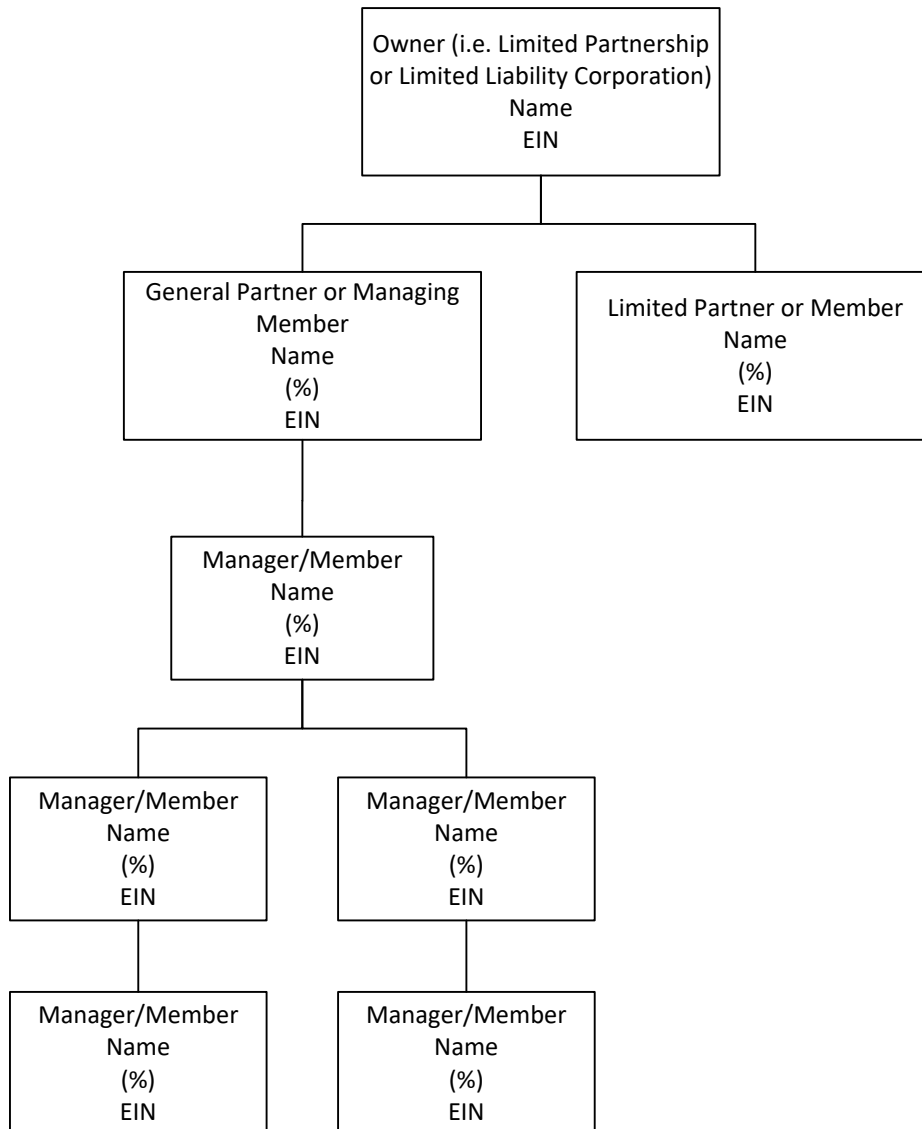 Owner (i.e. Limited Partnership
or Limited Liability Corporation)
Name
EIN
General Partner or Managing
Member
Name
(%)
EIN
Limited Partner or Member
Name
(%)
EIN
Manager/Member
Name
(%)
EIN
Manager/Member
Name
(%)
EIN
Manager/Member
Name
(%)
EIN
Manager/Member
Name
(%)
EIN
Manager/Member
Name
(%)
EIN